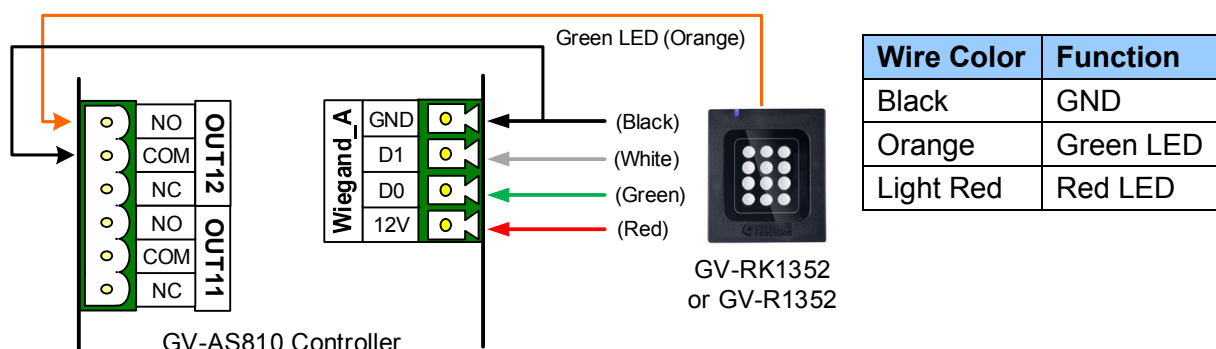 Green LED (Orange)
NO
COM
NC
OUT12
NO
COM
NC
OUT11
Wiegand_A
GND
D1
D0
12V
(Black)
(White)
(Green)
(Red)
GeoVision
GV-RK1352
or GV-R1352
GV-AS810 Controller
Wire Color Function
Black GND
Orange Green LED
Light Red Red LED